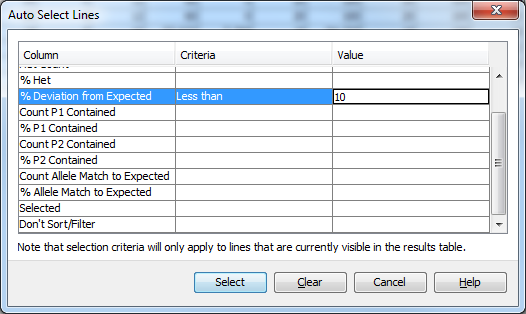 Auto Select Lines
Column Criteria Value
% Het
% Deviation from Expected Less than 10
Count P1 Contained
% P1 Contained
Count P2 Contained
% P2 Contained
Count Allele Match to Expected
% Allele Match to Expected
Selected
Don't Sort/Filter
Note that selection criteria will only apply to lines that are currently visible in the results table.
Select Clear Cancel Help